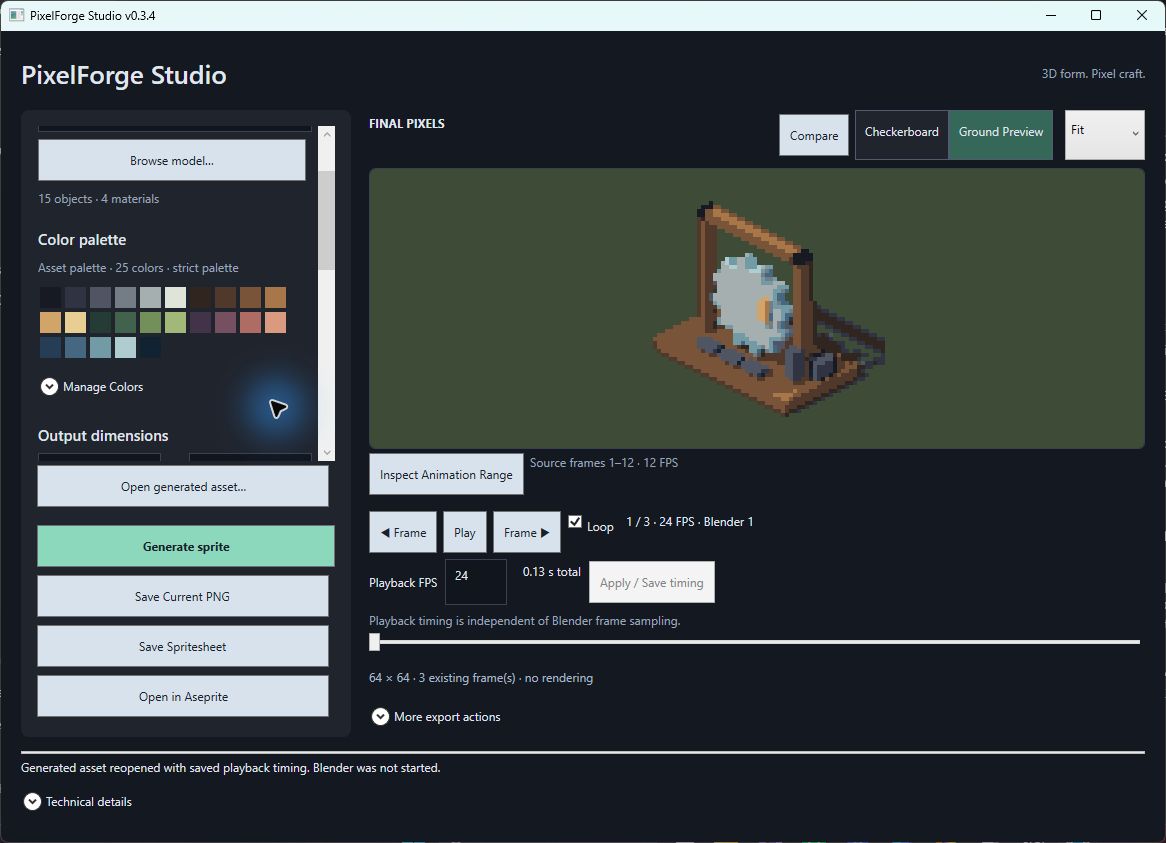 PixelForge Studio v0.3.4
PixelForge Studio
3D form. Pixel craft.
Browse model...
15 objects · 4 materials
Color palette
Asset palette · 25 colors · strict palette
Manage Colors
Output dimensions
Open generated asset...
Generate sprite
Save Current PNG
Save Spritesheet
Open in Aseprite
FINAL PIXELS
Compare
Checkerboard
Ground Preview
Fit
Inspect Animation Range
Source frames 1–12 · 12 FPS
◀ Frame
Play
Frame ▶
Loop
1 / 3 · 24 FPS · Blender 1
Playback FPS
24
0.13 s total
Apply / Save timing
Playback timing is independent of Blender frame sampling.
64 × 64 · 3 existing frame(s) · no rendering
More export actions
Generated asset reopened with saved playback timing. Blender was not started.
Technical details